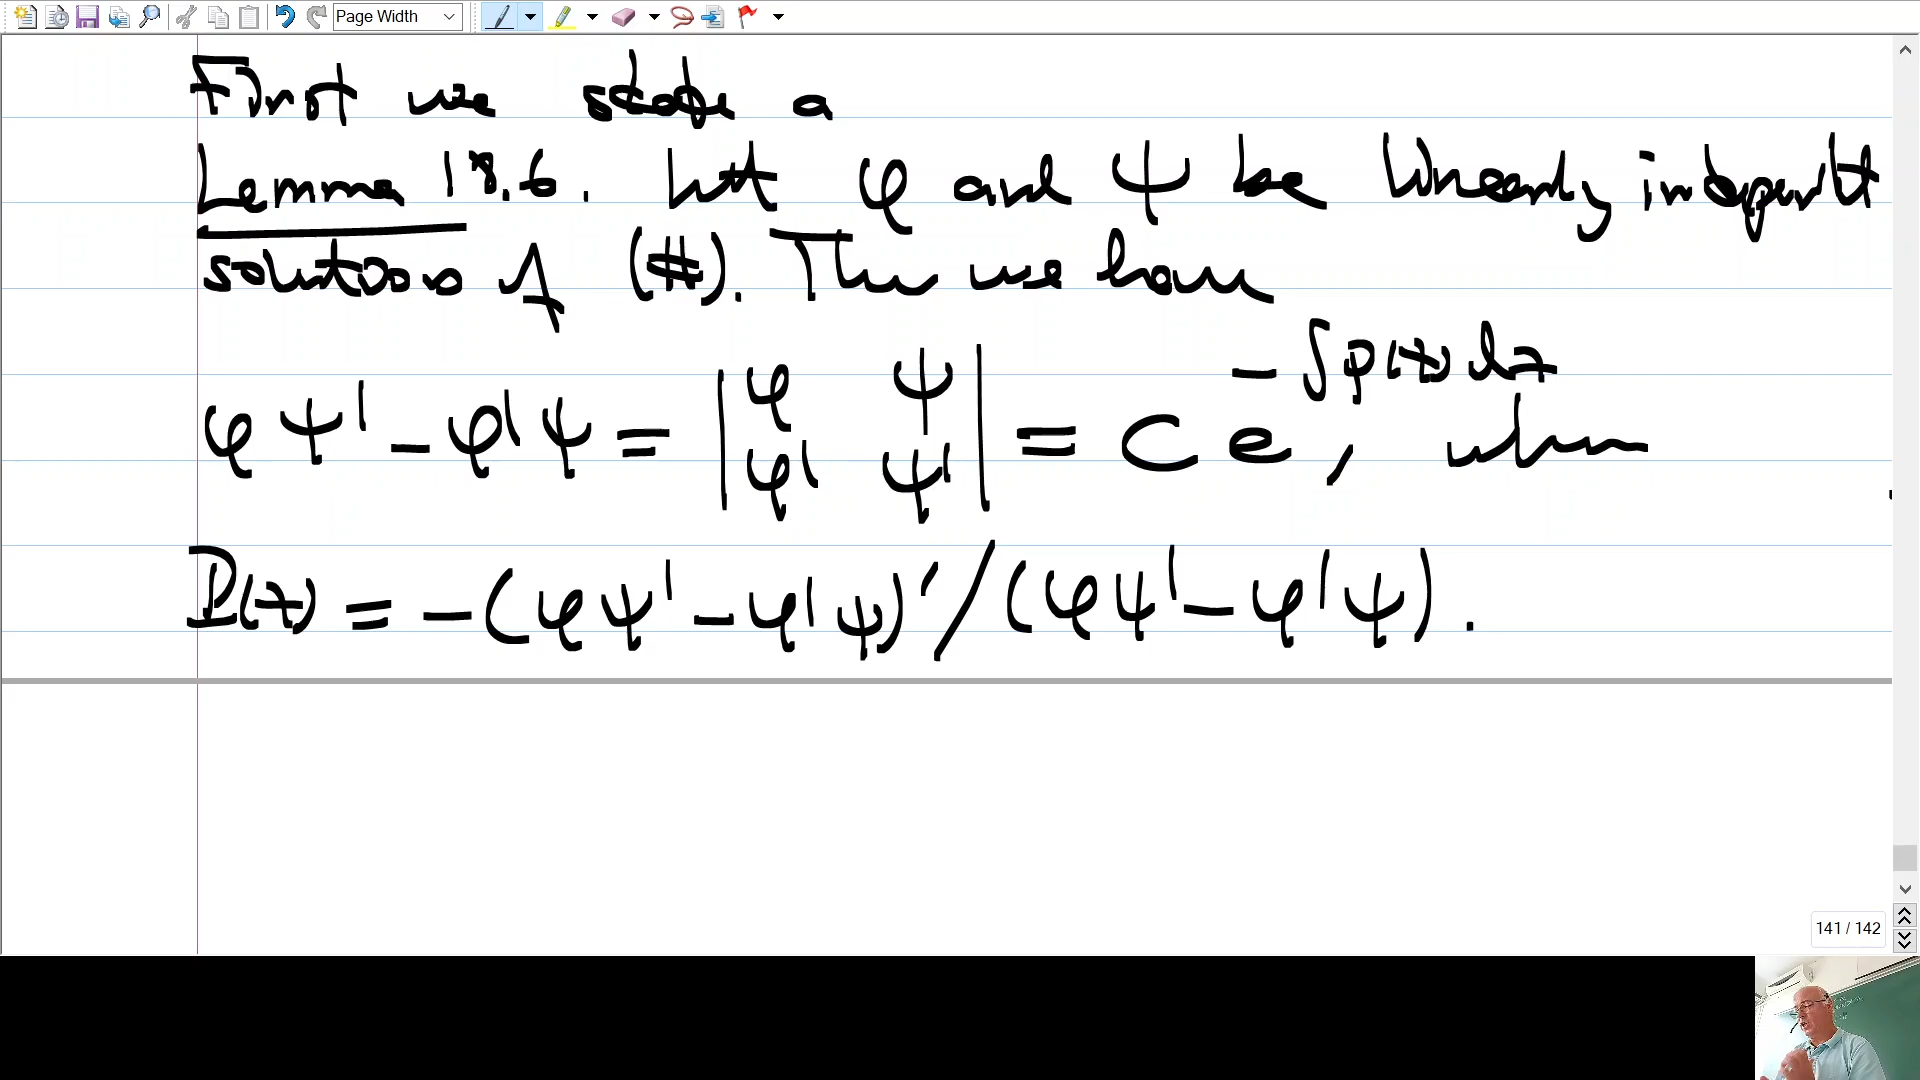 Page Width
First we state a
Lemma 18.6. Let φ and ψ be linearly independent
solutions of (#). Then we have
φψ' - φ'ψ = | φ ψ φ' ψ' | = C e^{-∫p(z)dz}, where
P(z) = -(φψ' - φ'ψ)' / (φψ' - φ'ψ).
141 / 142